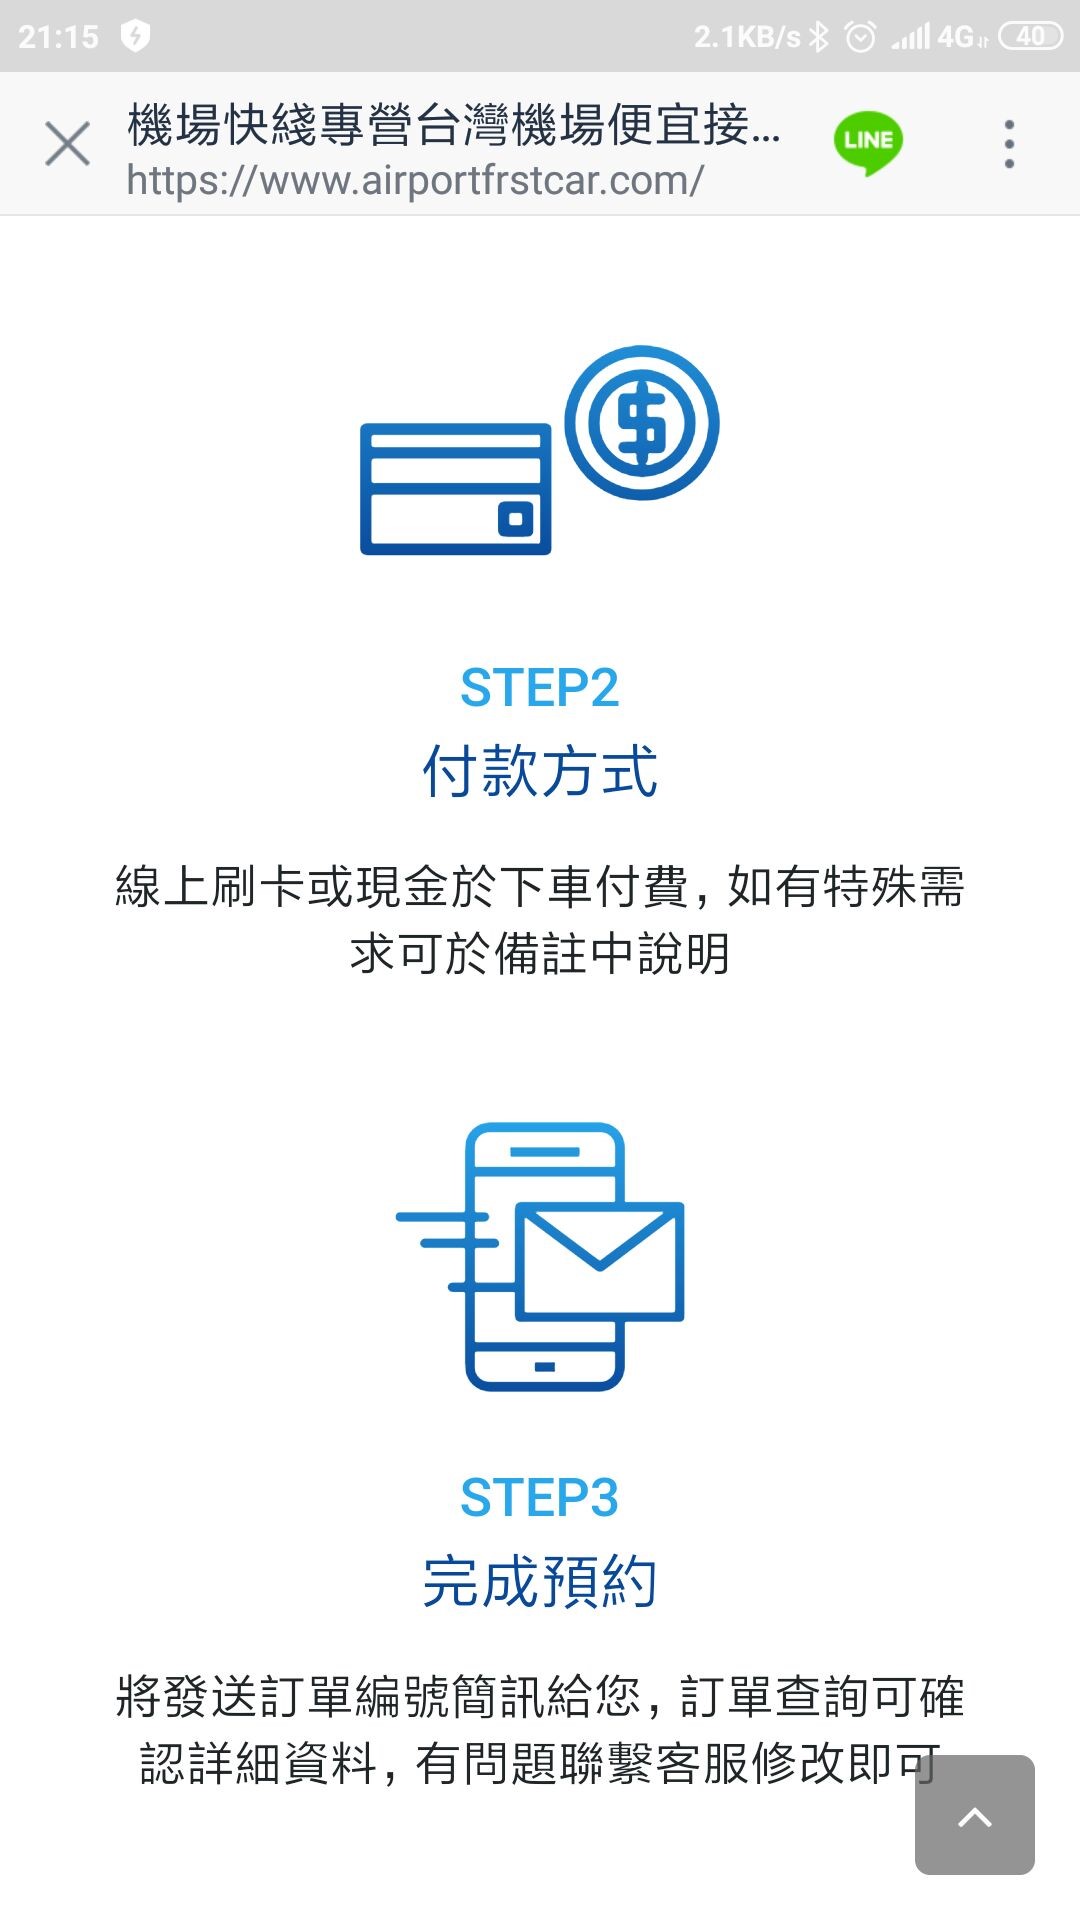 21:15 2.1KB/s 4G 40
機場快綫專營台灣機場便宜接...
https://www.airportfrstcar.com/
LINE
STEP2
付款方式
線上刷卡或現金於下車付費，如有特殊需
求可於備註中說明
STEP3
完成預約
將發送訂單編號簡訊給您，訂單查詢可確
認詳細資料，有問題聯繫客服修改即可